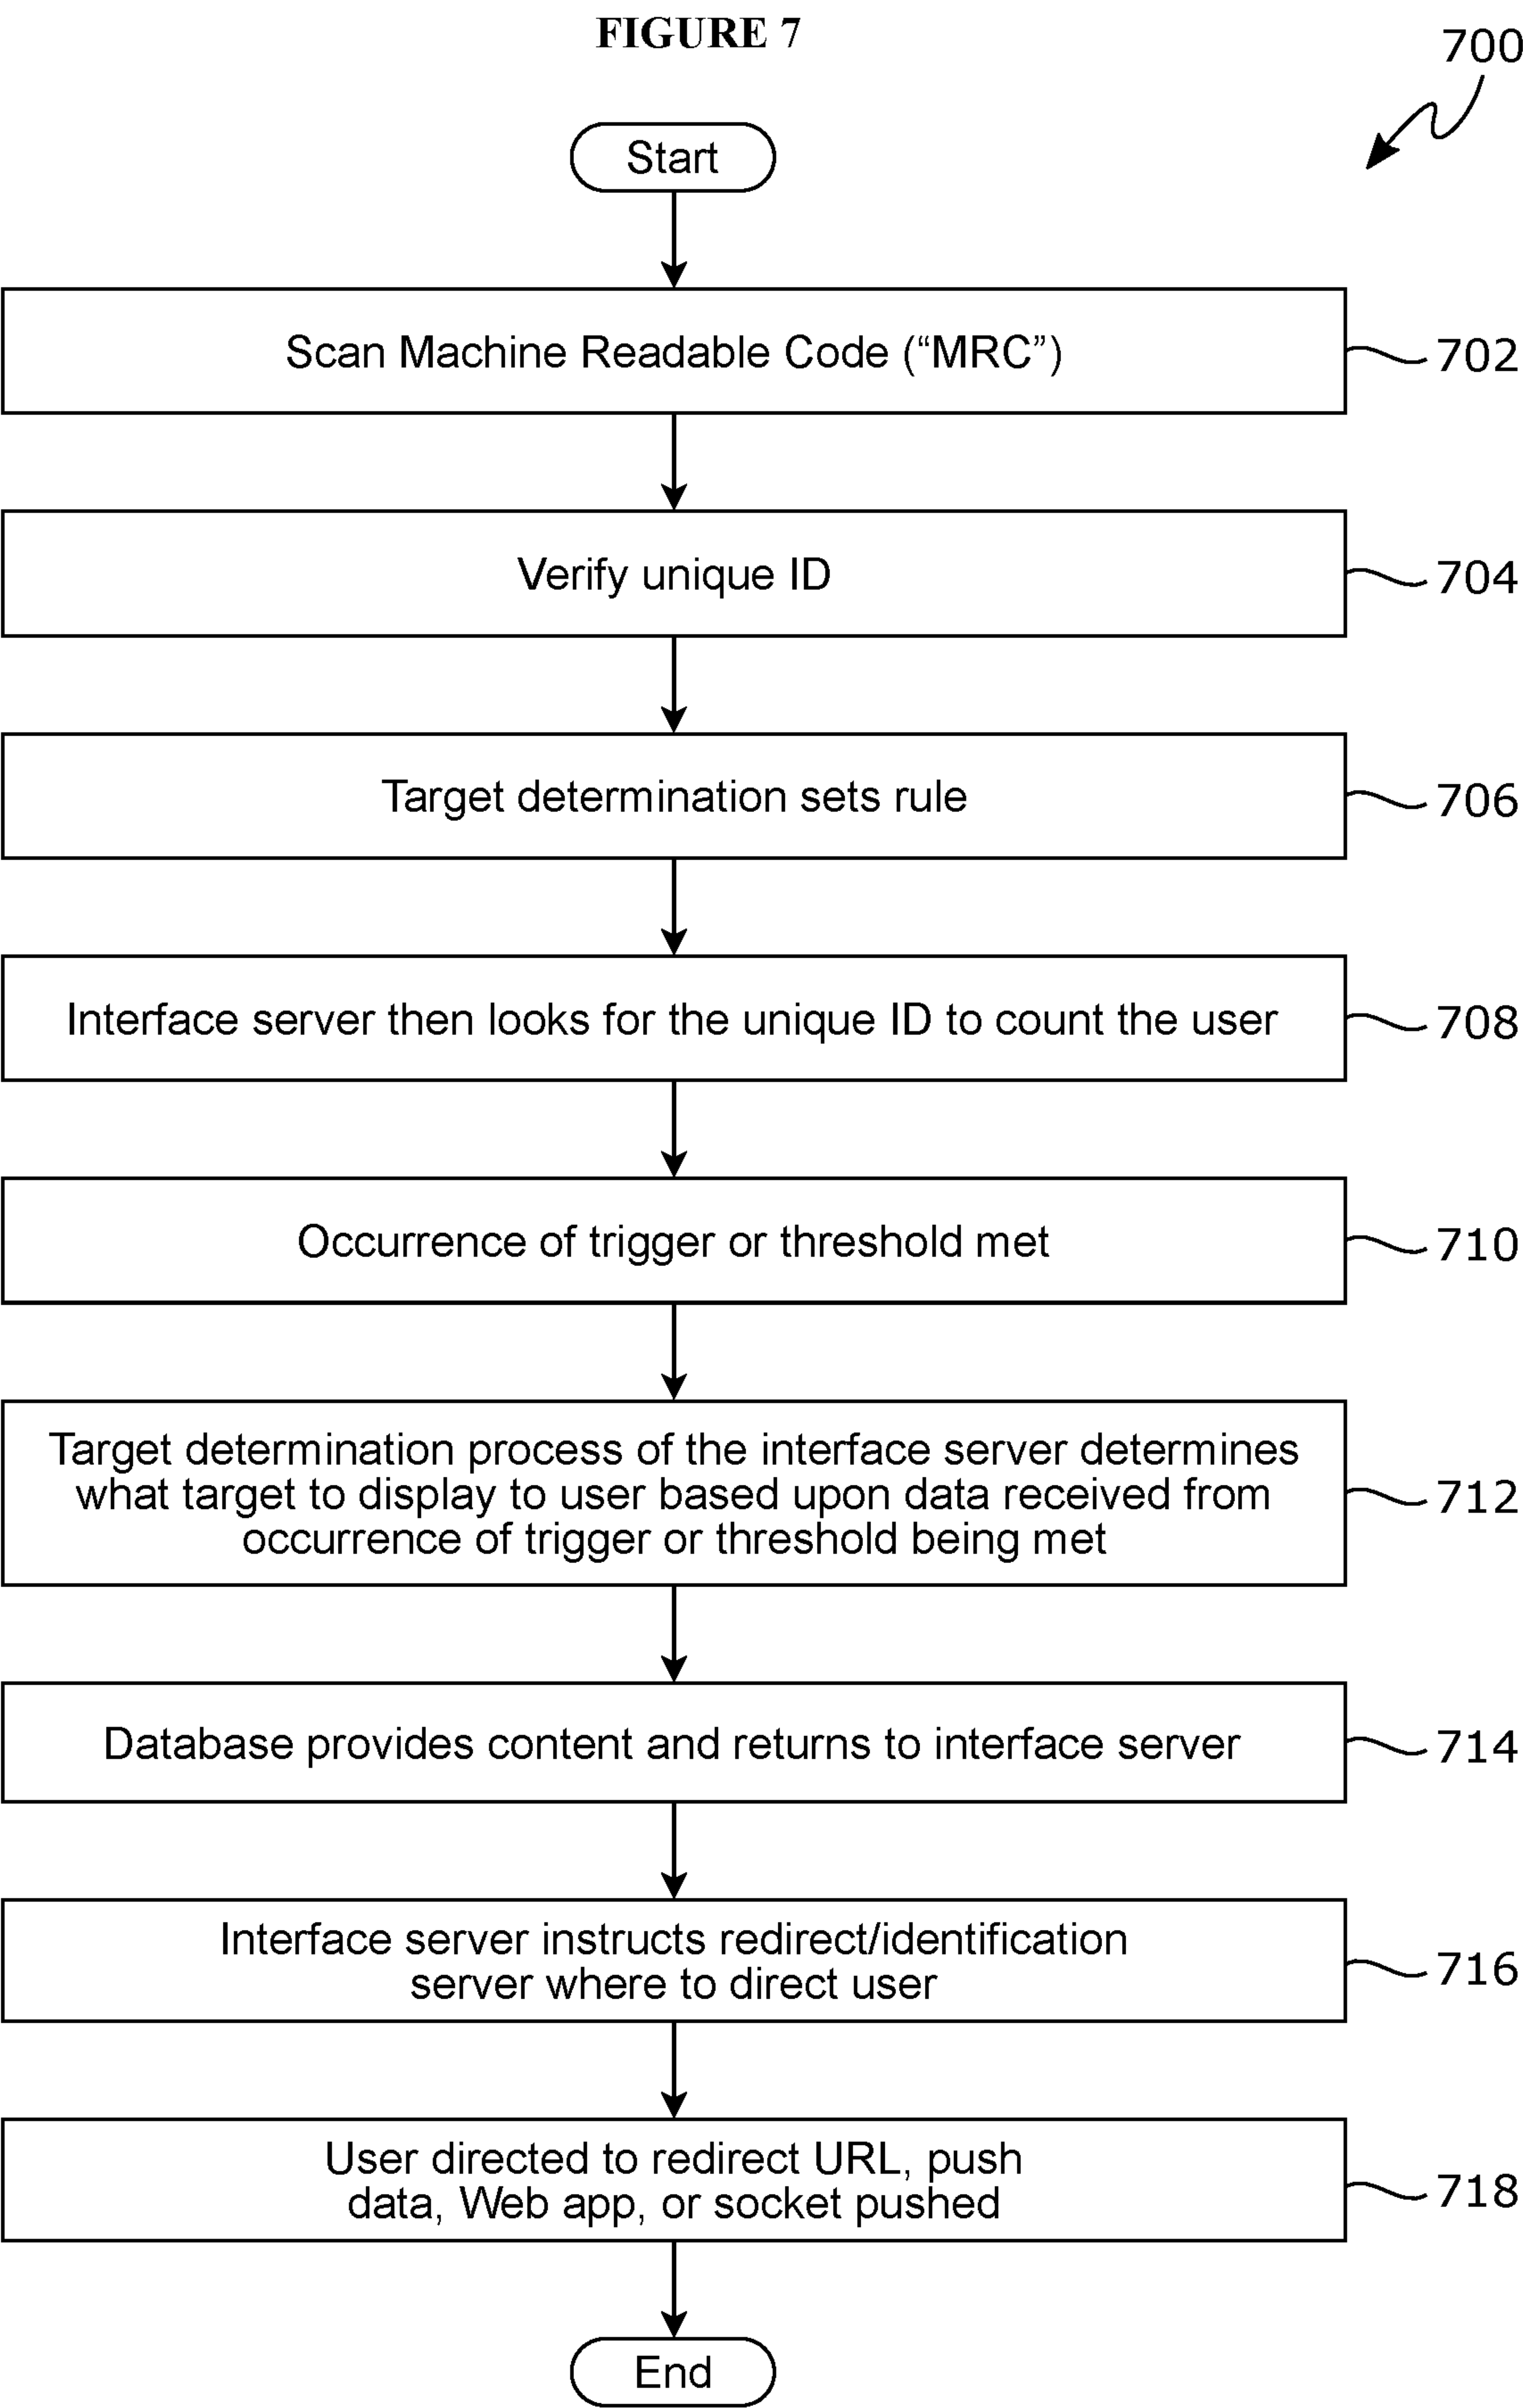 FIGURE 7
700
Start
Scan Machine Readable Code (“MRC”)
702
Verify unique ID
704
Target determination sets rule
706
Interface server then looks for the unique ID to count the user
708
Occurrence of trigger or threshold met
710
Target determination process of the interface server determines
what target to display to user based upon data received from
occurrence of trigger or threshold being met
712
Database provides content and returns to interface server
714
Interface server instructs redirect/identification
server where to direct user
716
User directed to redirect URL, push
data, Web app, or socket pushed
718
End